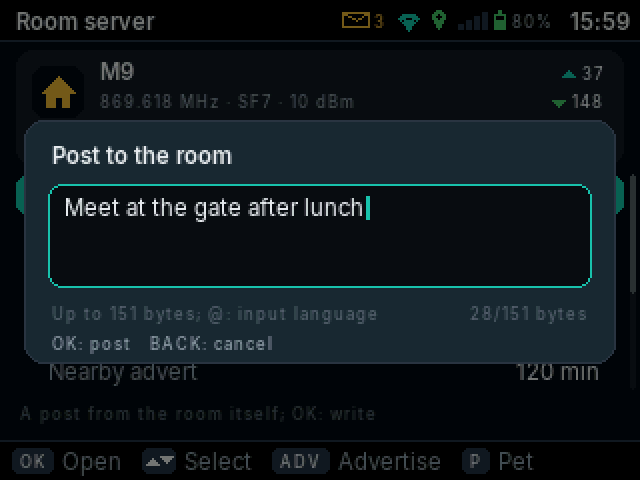 Room server 3 80% 15:59
M9 37
869.618 MHz · SF7 · 10 dBm 148
Post to the room
Meet at the gate after lunch
Up to 151 bytes; @: input language 28/151 bytes
OK: post BACK: cancel
Nearby advert 120 min
A post from the room itself; OK: write
OK Open Select ADV Advertise P Pet